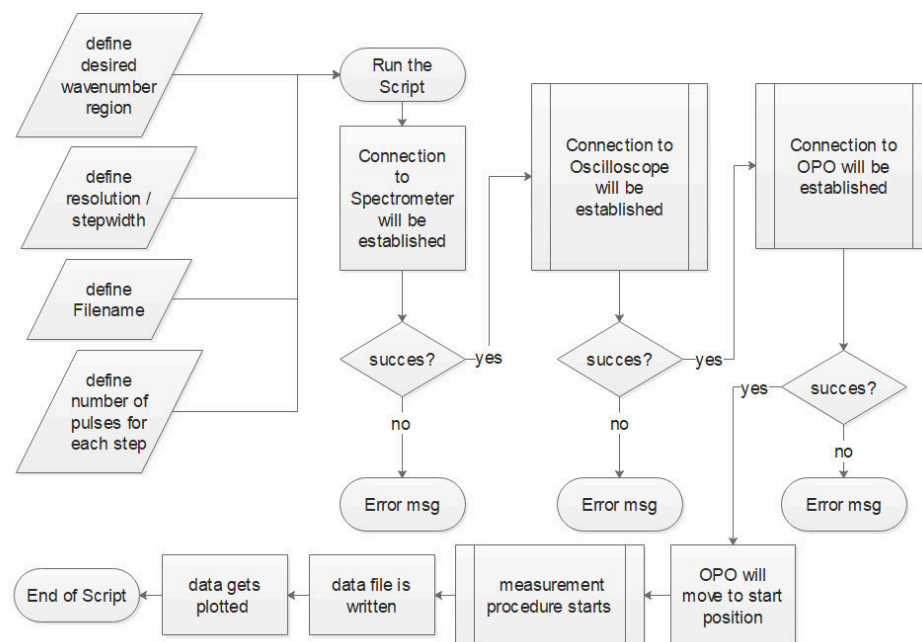 define
desired
wavenumber
region
define
resolution /
stepwidth
define
Filename
define
number of
pulses for
each step
Run the
Script
Connection
to
Spectrometer
will be
established
succes?
yes
no
Error msg
Connection to
Oscilloscope
will be
established
succes?
yes
no
Error msg
Connection to
OPO will be
established
succes?
yes
no
Error msg
OPO will
move to start
position
measurement
procedure starts
data file is
written
data gets
plotted
End of Script